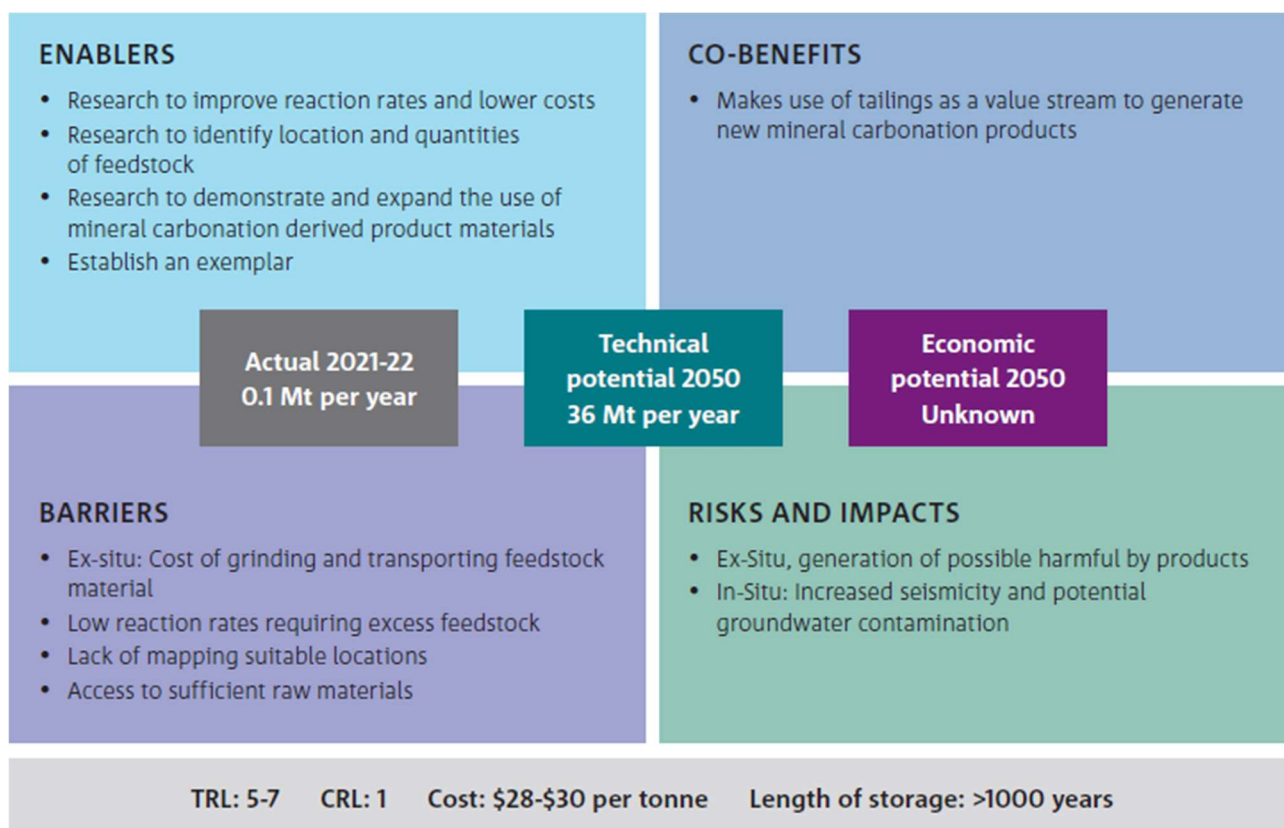 ENABLERS
• Research to improve reaction rates and lower costs
• Research to identify location and quantities
of feedstock
• Research to demonstrate and expand the use of
mineral carbonation derived product materials
• Establish an exemplar
CO-BENEFITS
• Makes use of tailings as a value stream to generate
new mineral carbonation products
Actual 2021-22
0.1 Mt per year
Technical
potential 2050
36 Mt per year
Economic
potential 2050
Unknown
BARRIERS
• Ex-situ: Cost of grinding and transporting feedstock
material
• Low reaction rates requiring excess feedstock
• Lack of mapping suitable locations
• Access to sufficient raw materials
RISKS AND IMPACTS
• Ex-Situ, generation of possible harmful by products
• In-Situ: Increased seismicity and potential
groundwater contamination
TRL: 5-7 CRL: 1 Cost: $28-$30 per tonne Length of storage: >1000 years